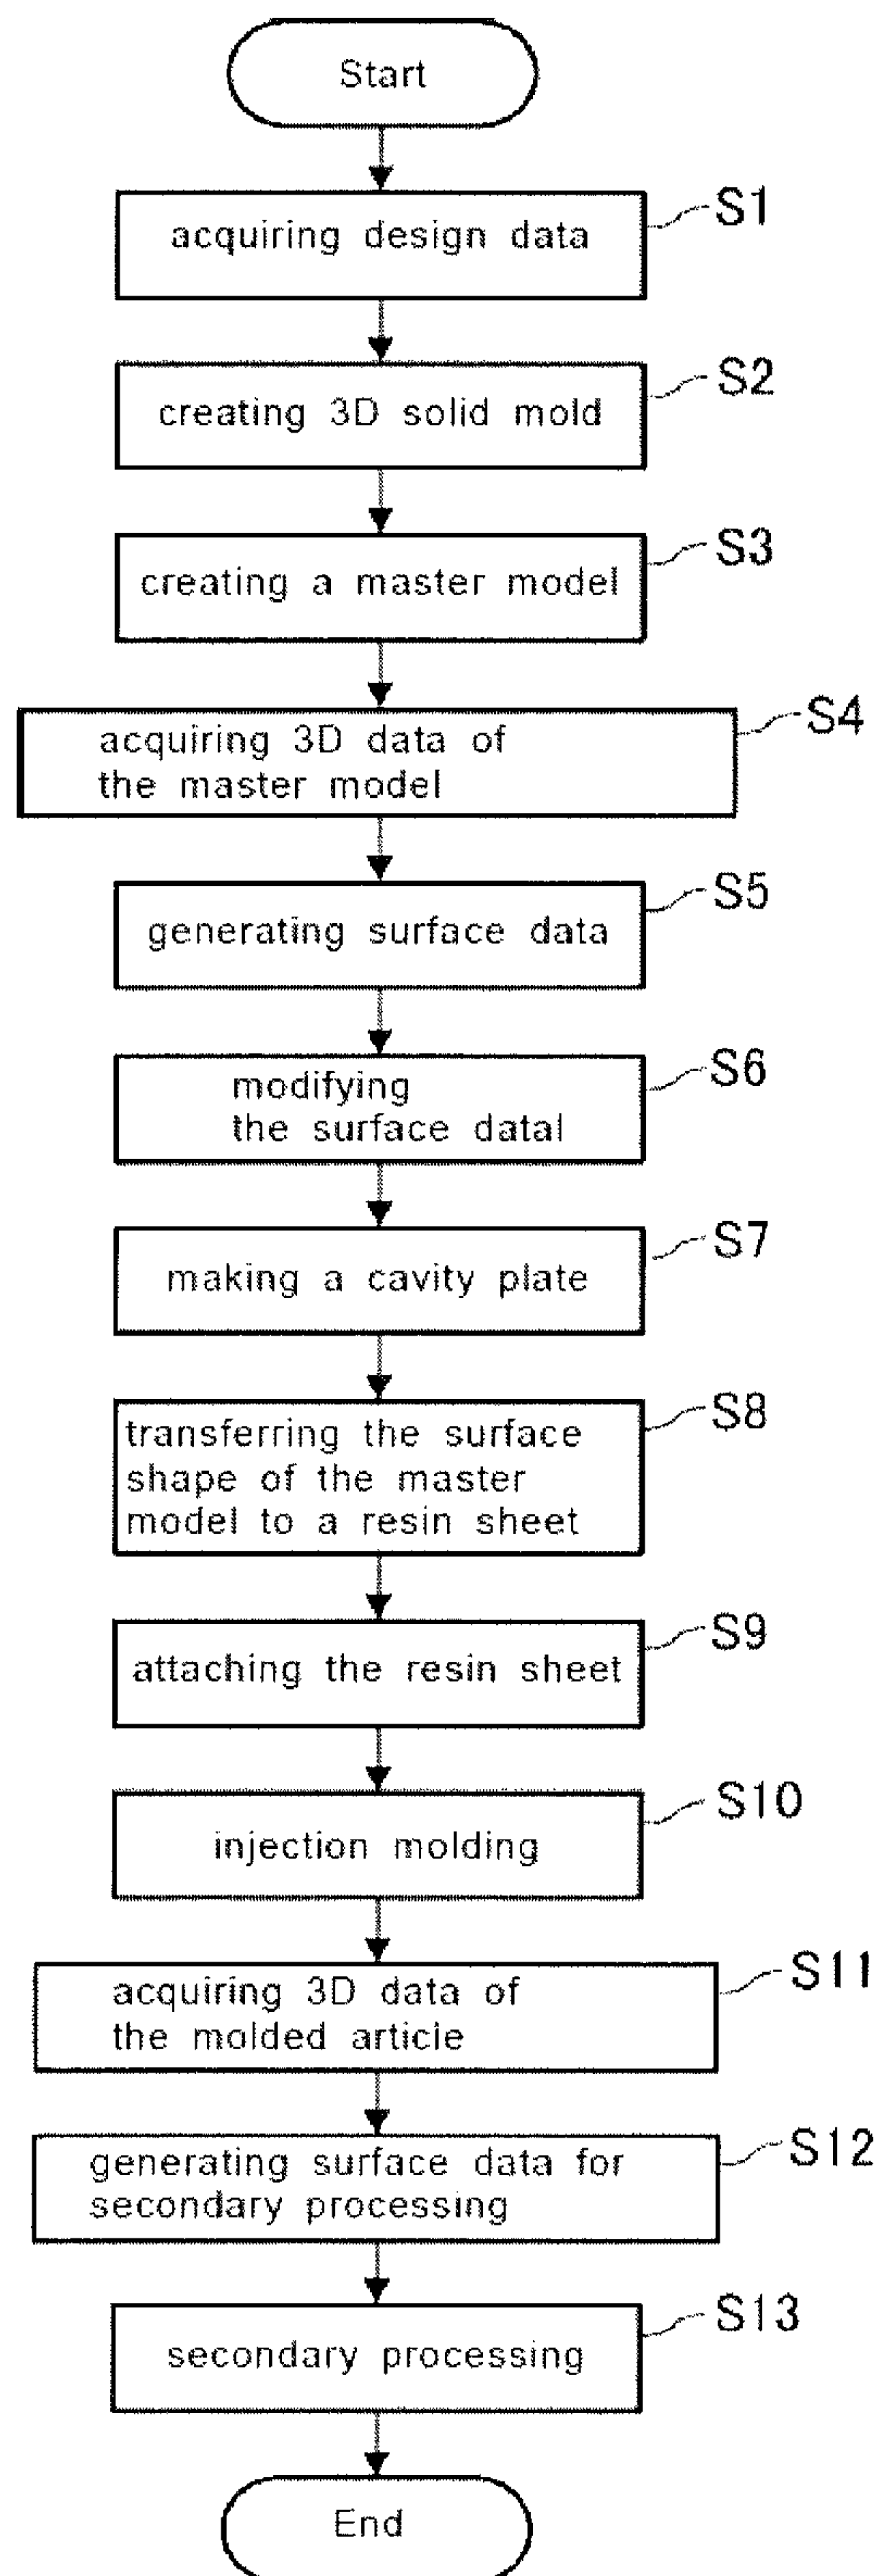 Start
acquiring design data
S1
creating 3D solid mold
S2
creating a master model
S3
acquiring 3D data of
the master model
S4
generating surface data
S5
modifying
the surface datal
S6
making a cavity plate
S7
transferring the surface
shape of the master
model to a resin sheet
S8
attaching the resin sheet
S9
injection molding
S10
acquiring 3D data of
the molded article
S11
generating surface data for
secondary processing
S12
secondary processing
S13
End